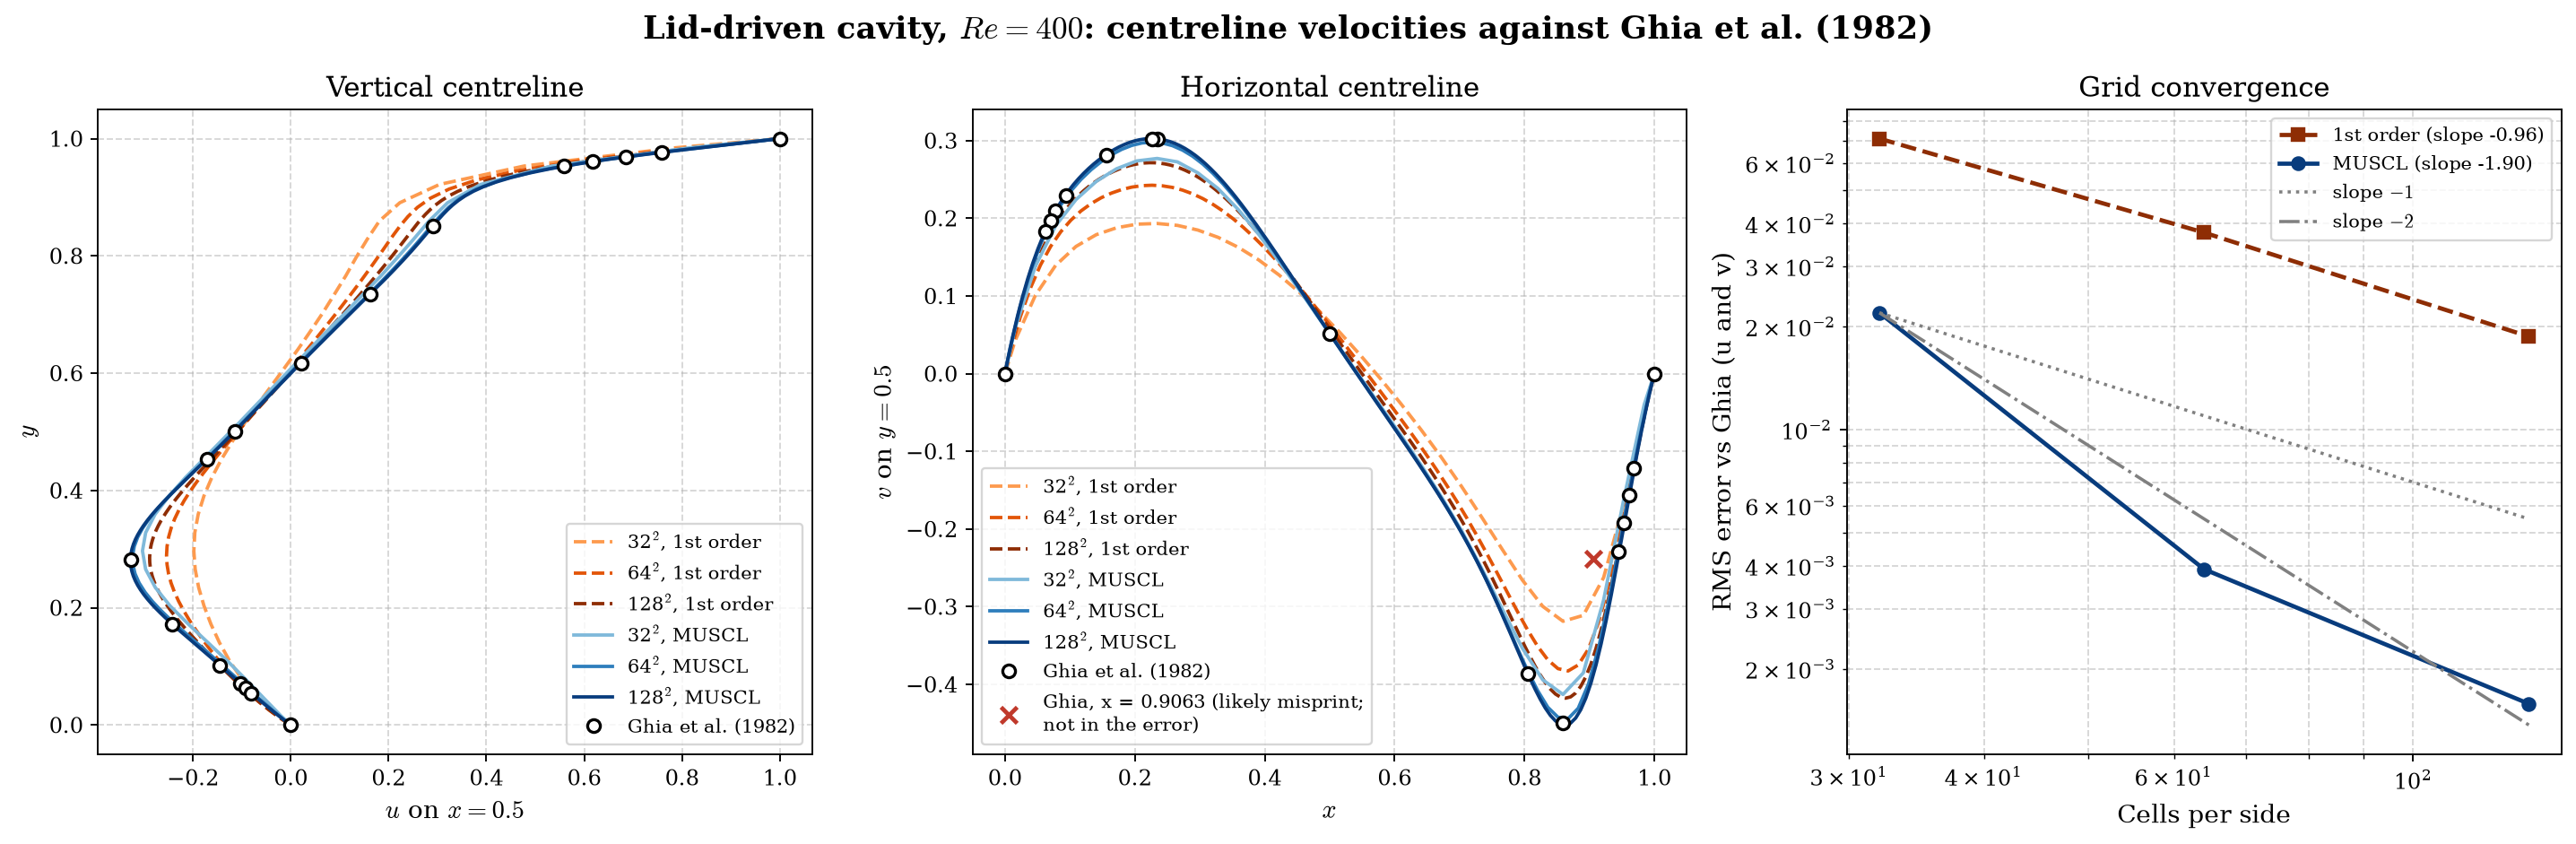 Lid-driven cavity, Re = 400: centreline velocities against Ghia et al. (1982)
Vertical centreline
1.0
0.8
0.6
0.4
0.2
0.0
y
−0.2 0.0 0.2 0.4 0.6 0.8 1.0
u on x = 0.5
32², 1st order
64², 1st order
128², 1st order
32², MUSCL
64², MUSCL
128², MUSCL
Ghia et al. (1982)
Horizontal centreline
0.3
0.2
0.1
0.0
−0.1
−0.2
−0.3
−0.4
v on y = 0.5
0.0 0.2 0.4 0.6 0.8 1.0
x
32², 1st order
64², 1st order
128², 1st order
32², MUSCL
64², MUSCL
128², MUSCL
Ghia et al. (1982)
Ghia, x = 0.9063 (likely misprint;
not in the error)
Grid convergence
6 × 10⁻²
4 × 10⁻²
3 × 10⁻²
2 × 10⁻²
10⁻²
6 × 10⁻³
4 × 10⁻³
3 × 10⁻³
2 × 10⁻³
RMS error vs Ghia (u and v)
3 × 10¹ 4 × 10¹ 6 × 10¹ 10²
Cells per side
1st order (slope -0.96)
MUSCL (slope -1.90)
slope −1
slope −2